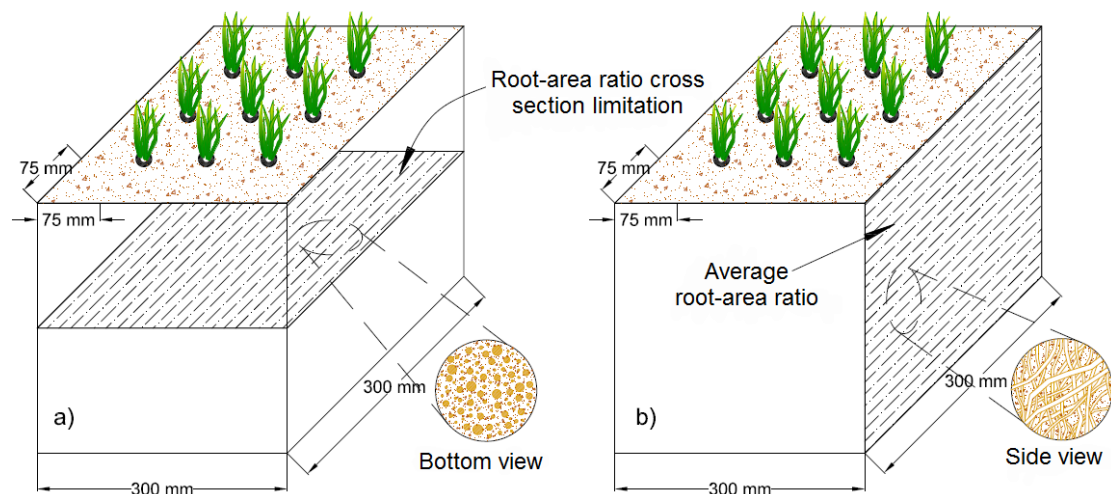 Root-area ratio cross
section limitation
75 mm
75 mm
300 mm
a)
Bottom view
300 mm
75 mm
75 mm
Average
root-area ratio
300 mm
b)
Side view
300 mm